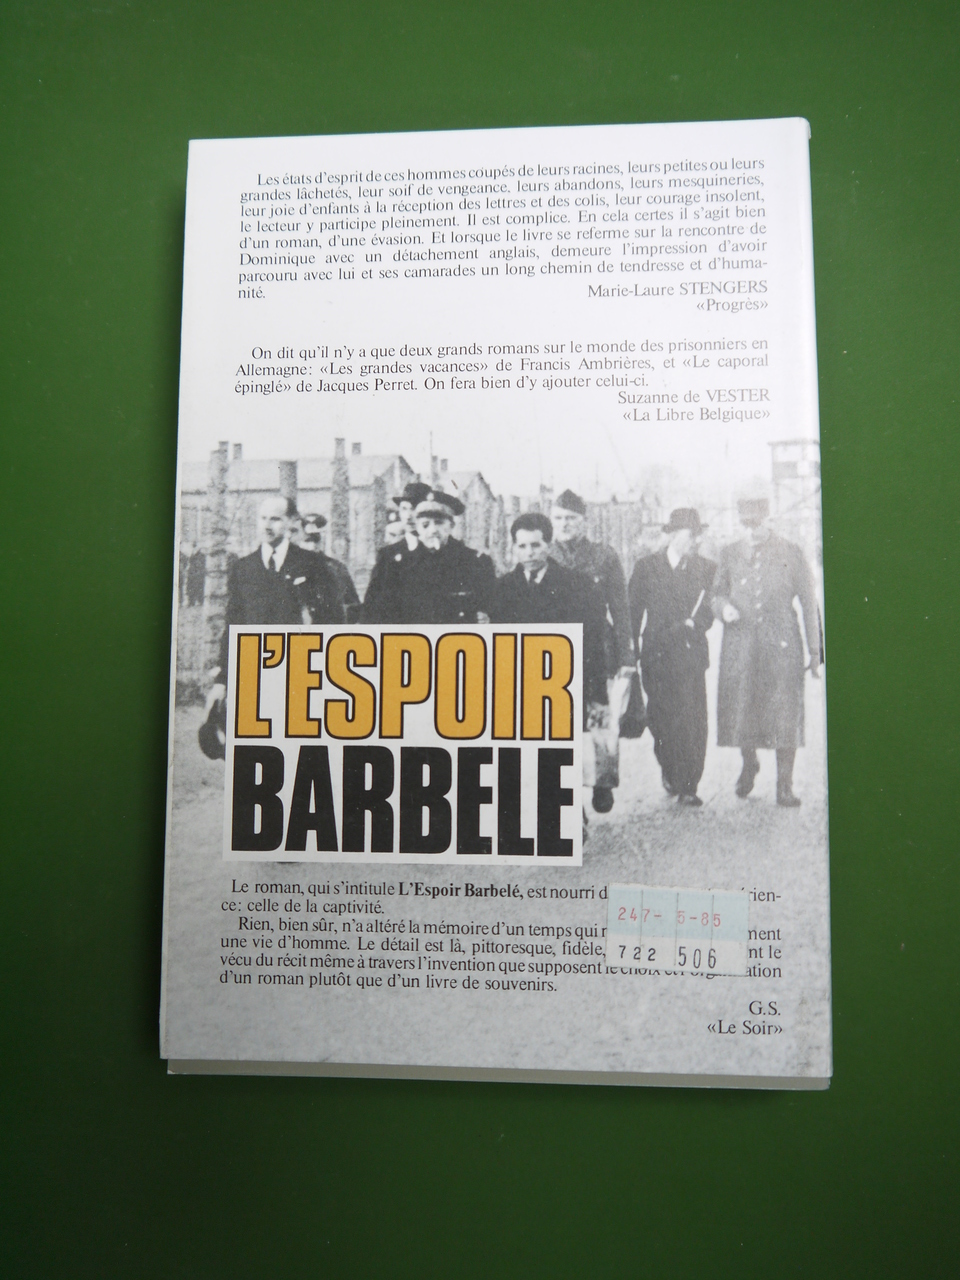 Les états d'esprit de ces hommes coupés de leurs racines, leurs petites ou leurs
grandes lâchetés, leur soif de vengeance, leurs abandons, leurs mesquineries,
leur joie d'enfants à la réception des lettres et des colis, leur courage insolent,
le lecteur y participe pleinement. Il est complice. En cela certes il s'agit bien
d'un roman, d'une évasion. Et lorsque le livre se referme sur la rencontre de
Dominique avec un détachement anglais, demeure l'impression d'avoir
parcouru avec lui et ses camarades un long chemin de tendresse et d'huma-
nité.
Marie-Laure STENGERS
«Progrès»
On dit qu'il n'y a que deux grands romans sur le monde des prisonniers en
Allemagne: «Les grandes vacances» de Francis Ambrières, et «Le caporal
épinglé» de Jacques Perret. On fera bien d'y ajouter celui-ci.
Suzanne de VESTER
«La Libre Belgique»
L'ESPOIR
BARBELE
Le roman, qui s'intitule L'Espoir Barbelé, est nourri d rien-
ce: celle de la captivité.
Rien, bien sûr, n'a altéré la mémoire d'un temps qui ment
une vie d'homme. Le détail est là, pittoresque, fidèle, nt le
vécu du récit même à travers l'invention que supposent le choix et ation
d'un roman plutôt que d'un livre de souvenirs.
G.S.
«Le Soir»
247- 5-85
722 506